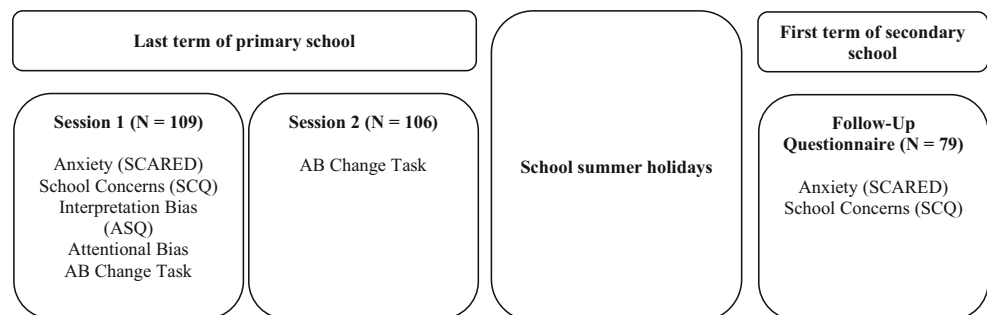 Last term of primary school
First term of secondary
school
Session 1 (N = 109)
Anxiety (SCARED)
School Concerns (SCQ)
Interpretation Bias
(ASQ)
Attentional Bias
AB Change Task
Session 2 (N = 106)
AB Change Task
School summer holidays
Follow-Up
Questionnaire (N = 79)
Anxiety (SCARED)
School Concerns (SCQ)